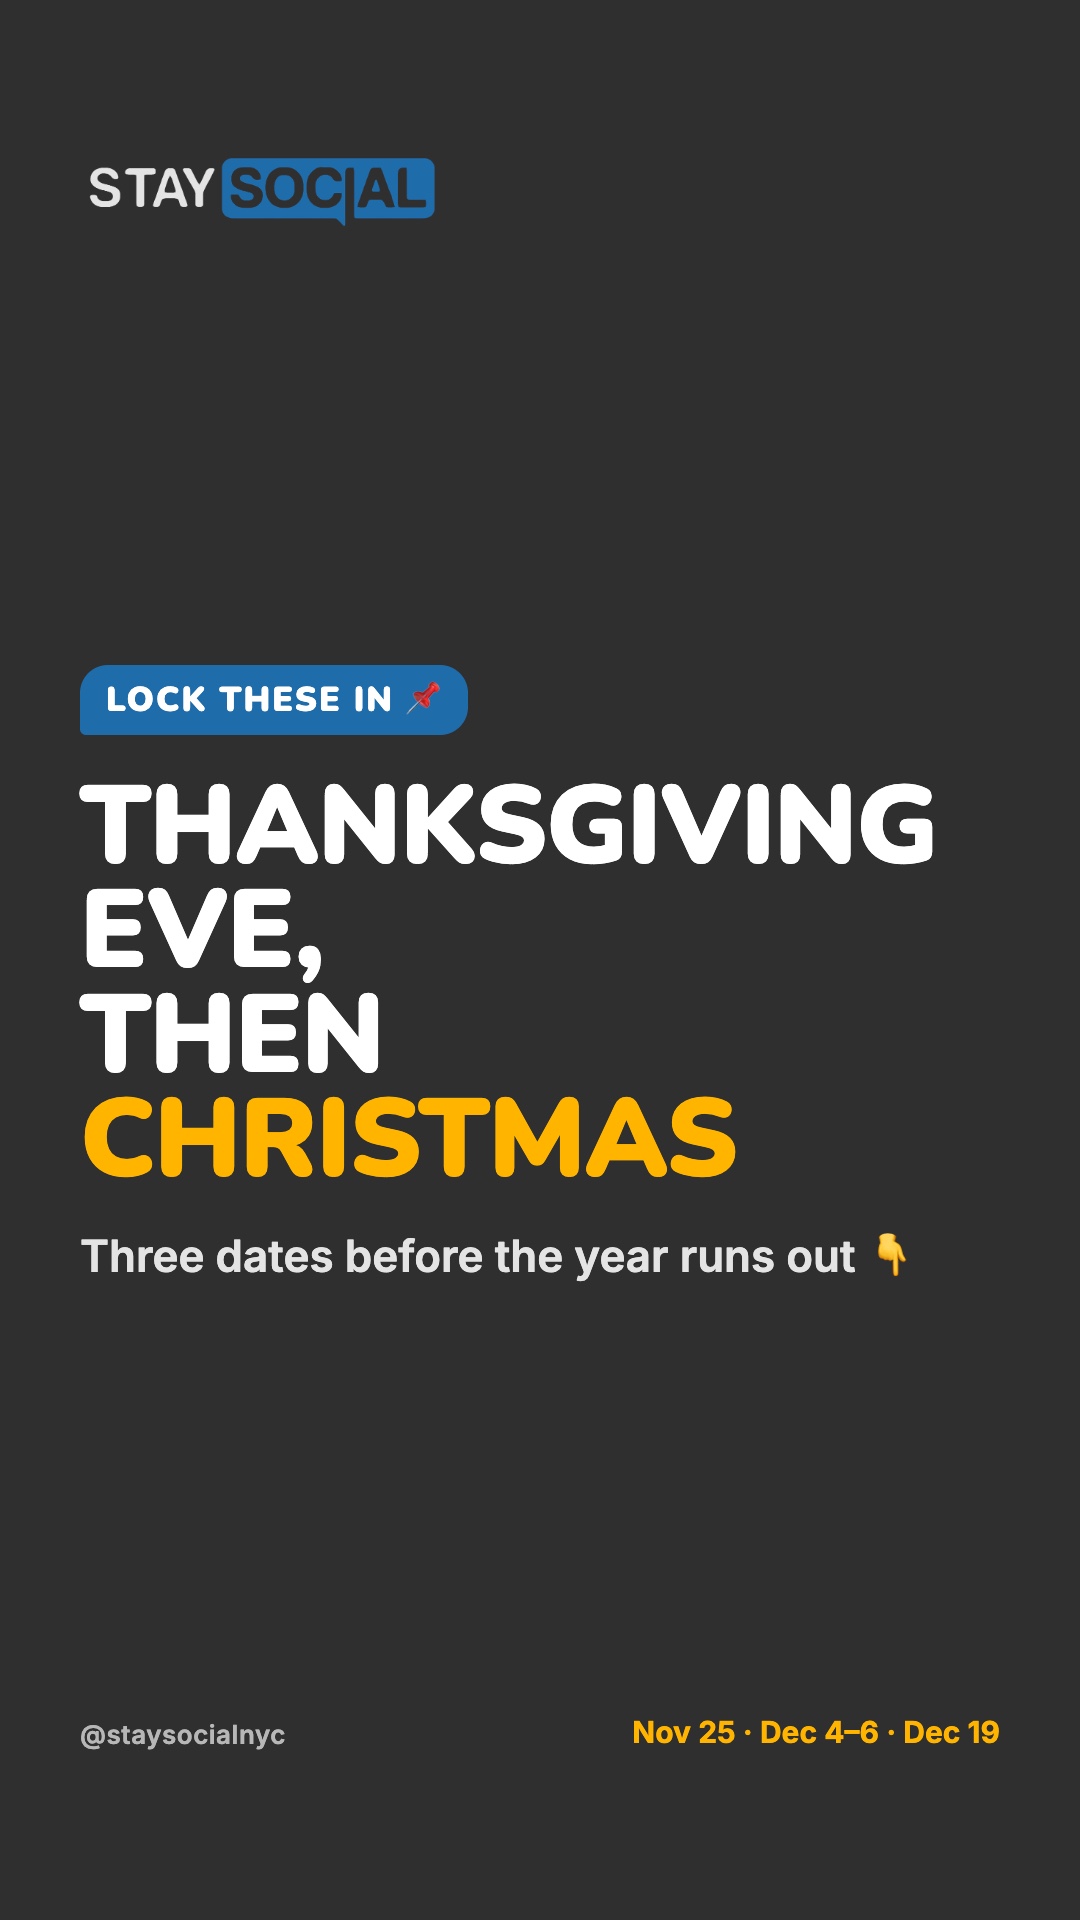 STAY SOCIAL
LOCK THESE IN 📌
THANKSGIVING
EVE,
THEN
CHRISTMAS
Three dates before the year runs out 👇
@staysocialnyc
Nov 25 · Dec 4–6 · Dec 19